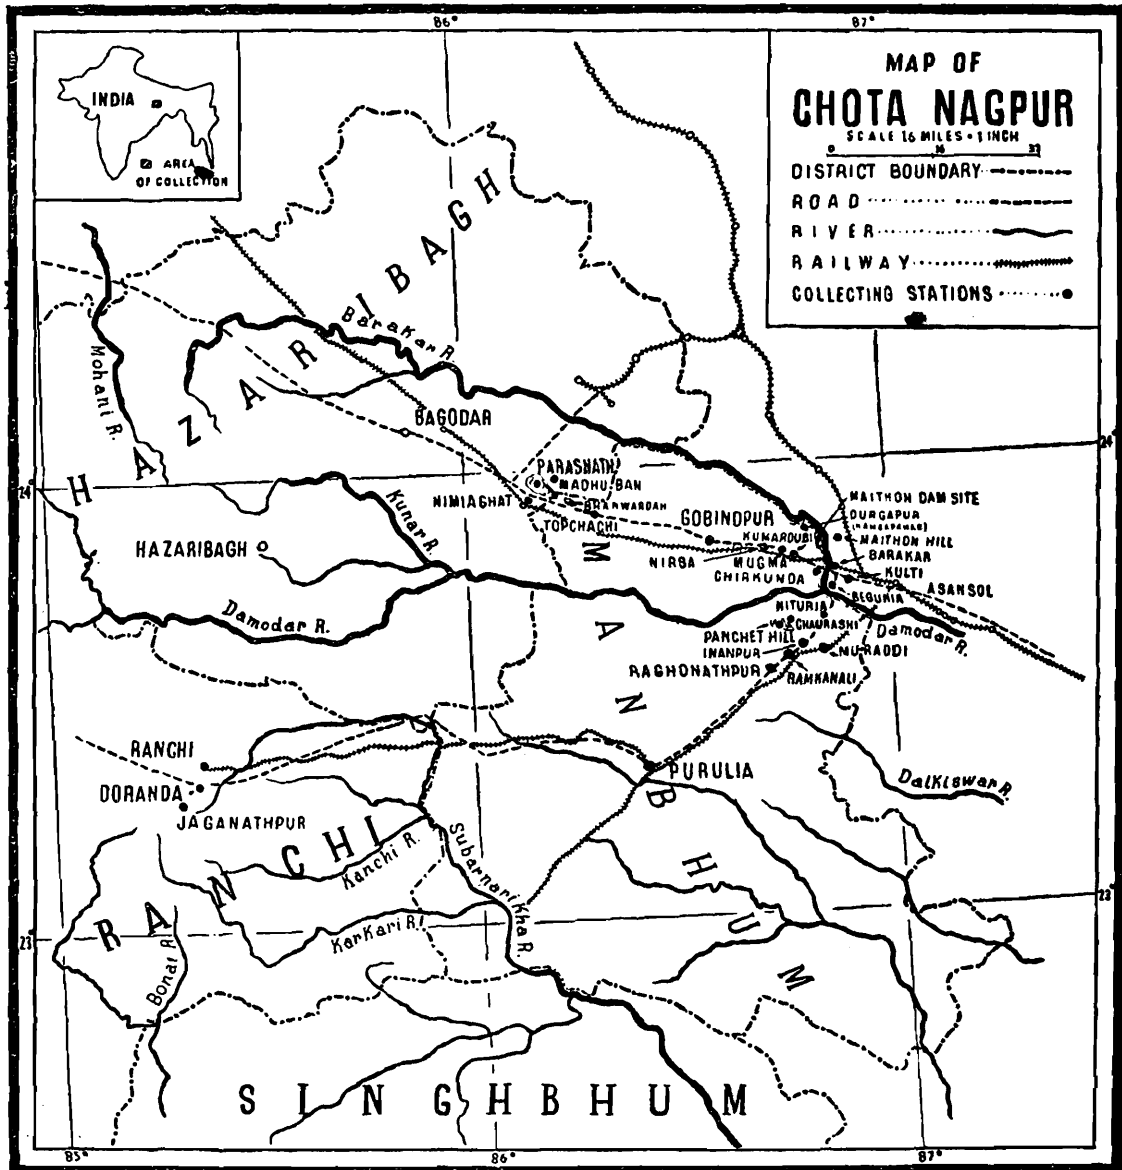 86°
87°
INDIA
AREA
OF COLLECTION
MAP OF
CHOTA NAGPUR
SCALE 16 MILES = 1 INCH
0 16 32
DISTRICT BOUNDARY
ROAD
RIVER
RAILWAY
COLLECTING STATIONS
HAZARIBAGH
Mohani R.
Barakar R.
BAGODAR
24°
24°
PARASNATH
MADHUBAN
NIMIAGHAT
TOPCHACHI
GOBINDPUR
MAITHON DAM SITE
DURGAPUR
KUMARDUBI
MAITHON HILL
NIRSA
MUGMA
BARAKAR
CHIRKUNDA
KULTI
ASANSOL
BEGUNIA
HAZARIBAGH
Kunar R.
Damodar R.
NITURIA
CHAURASHI
Damodar R.
PANCHET HILL
INANPUR
MURADDI
RAGHONATHPUR
RAMKANALI
MANBHUM
RANCHI
DORANDA
JAGANATHPUR
PURULIA
Dalkiswar R.
RANCHI
Kanchi R.
Subarnarikha R.
Karkari R.
Bonai R.
23°
23°
SINGHBHUM
85°
86°
87°